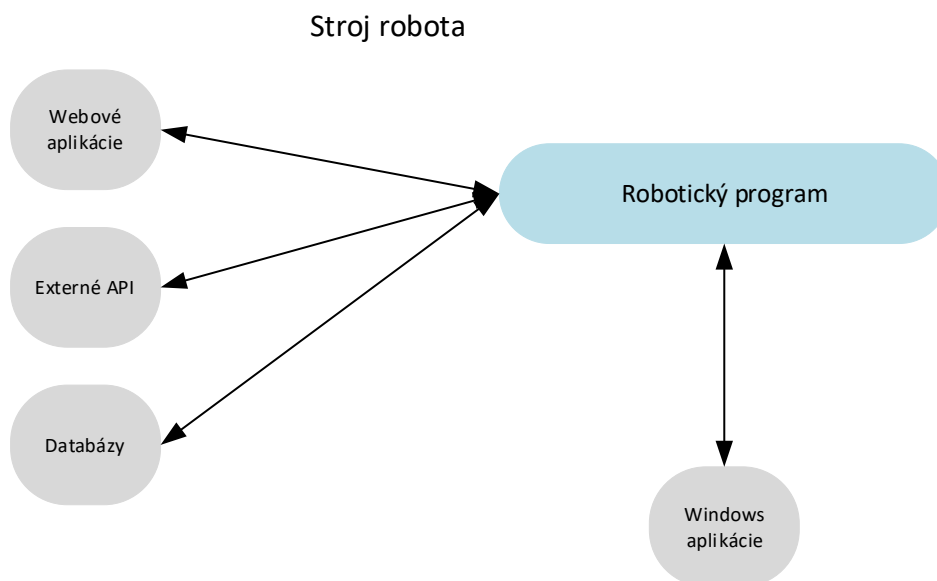 Stroj robota
Webové
aplikácie
Robotický program
Externé API
Databázy
Windows
aplikácie